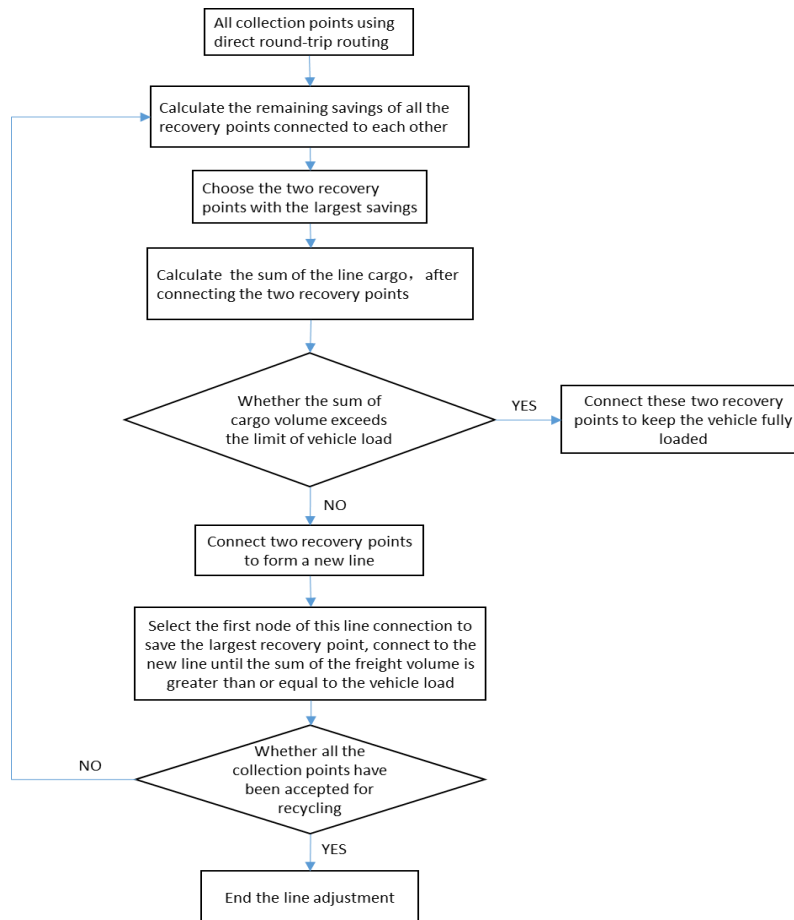 All collection points using
direct round-trip routing
Calculate the remaining savings of all the
recovery points connected to each other
Choose the two recovery
points with the largest savings
Calculate the sum of the line cargo，after
connecting the two recovery points
Whether the sum of
cargo volume exceeds
the limit of vehicle load
YES
Connect these two recovery
points to keep the vehicle fully
loaded
NO
Connect two recovery points
to form a new line
Select the first node of this line connection to
save the largest recovery point, connect to the
new line until the sum of the freight volume is
greater than or equal to the vehicle load
NO
Whether all the
collection points have
been accepted for
recycling
YES
End the line adjustment